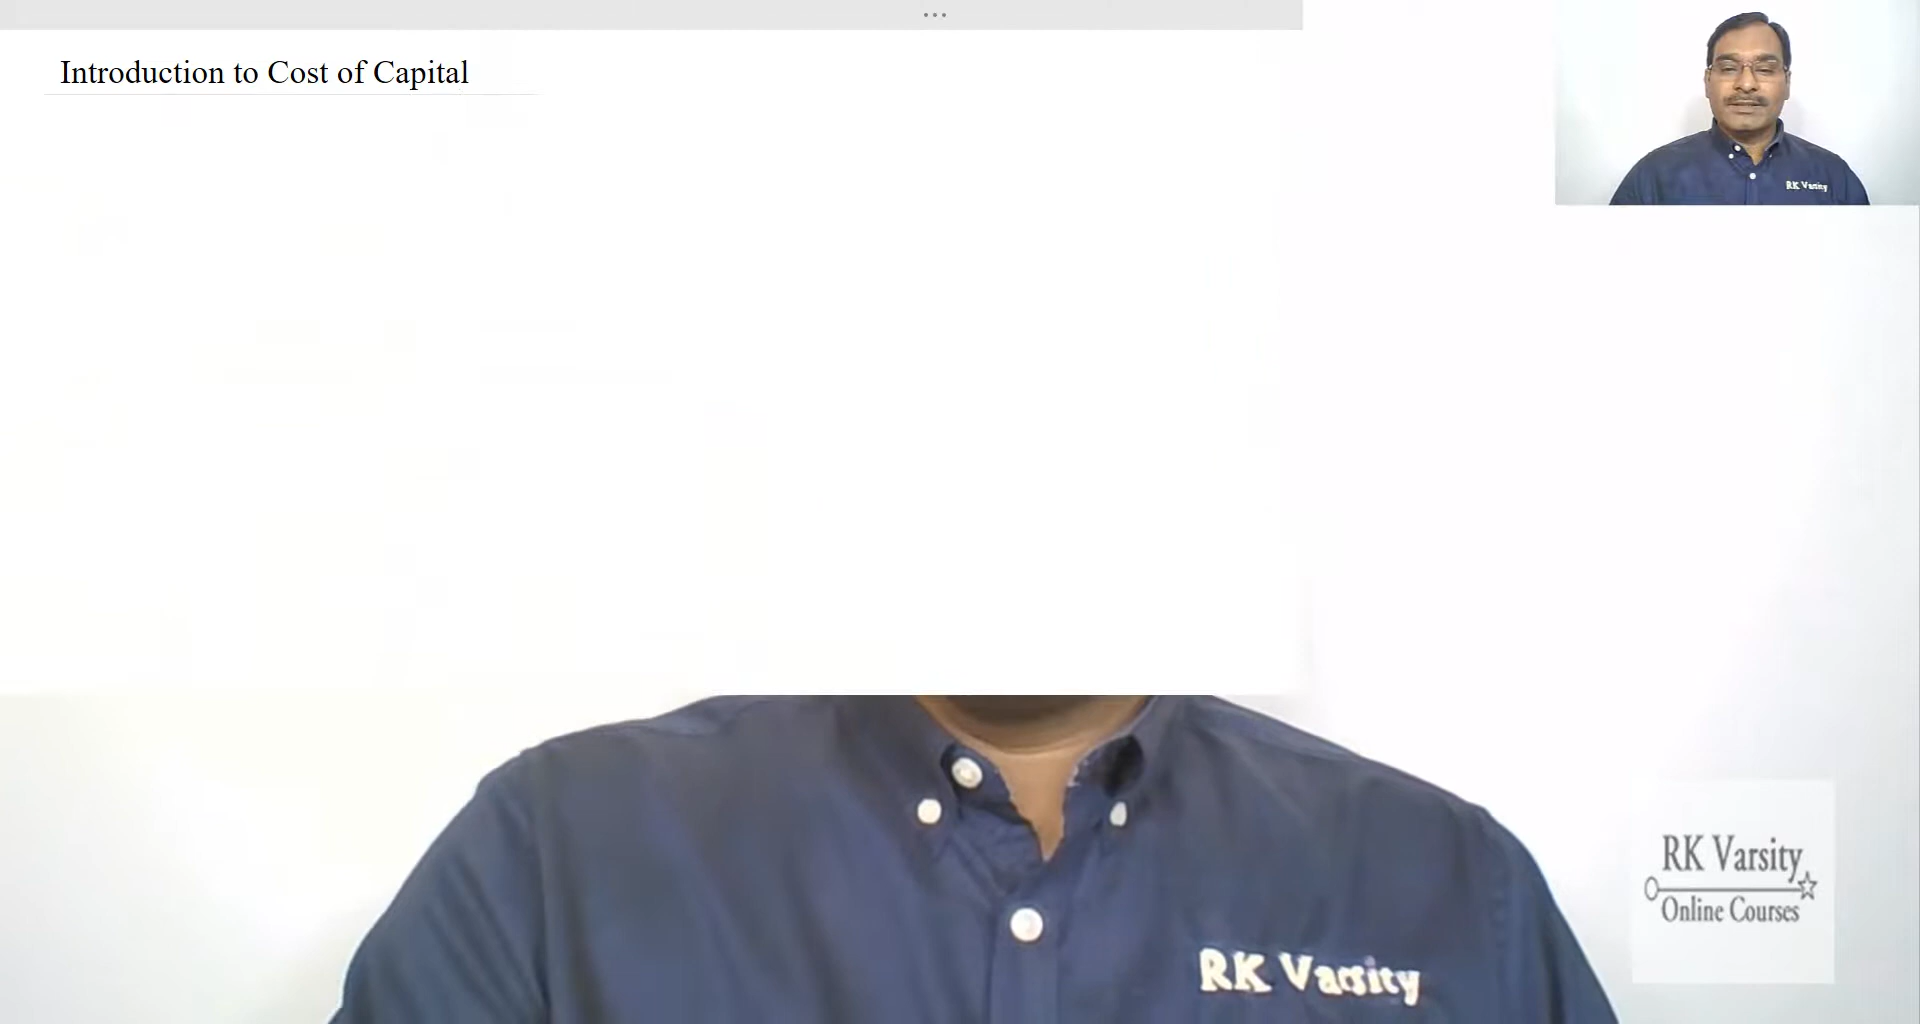 Introduction to Cost of Capital
RK Varsity
RK Varsity
RK Varsity
Online Courses